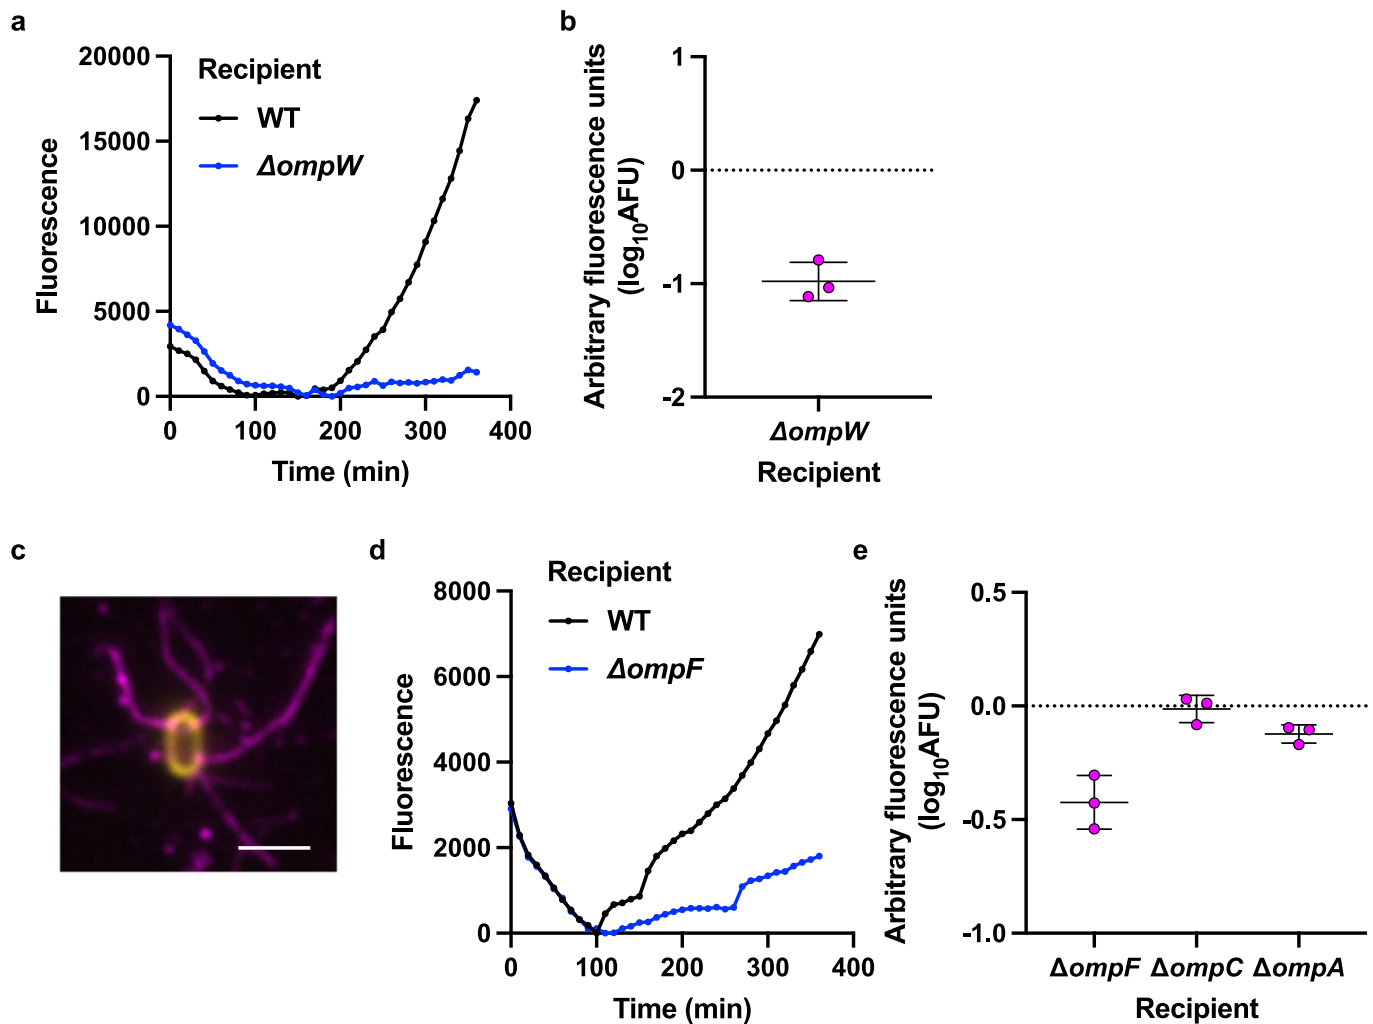 a
20000
15000
10000
5000
0
Fluorescence
Recipient
WT
ΔompW
0 100 200 300 400
Time (min)
b
1
0
-1
-2
Arbitrary fluorescence units
(log₁₀AFU)
ΔompW
Recipient
c
d
8000
6000
4000
2000
0
Fluorescence
Recipient
WT
ΔompF
0 100 200 300 400
Time (min)
e
0.5
0.0
-0.5
-1.0
Arbitrary fluorescence units
(log₁₀AFU)
ΔompF ΔompC ΔompA
Recipient